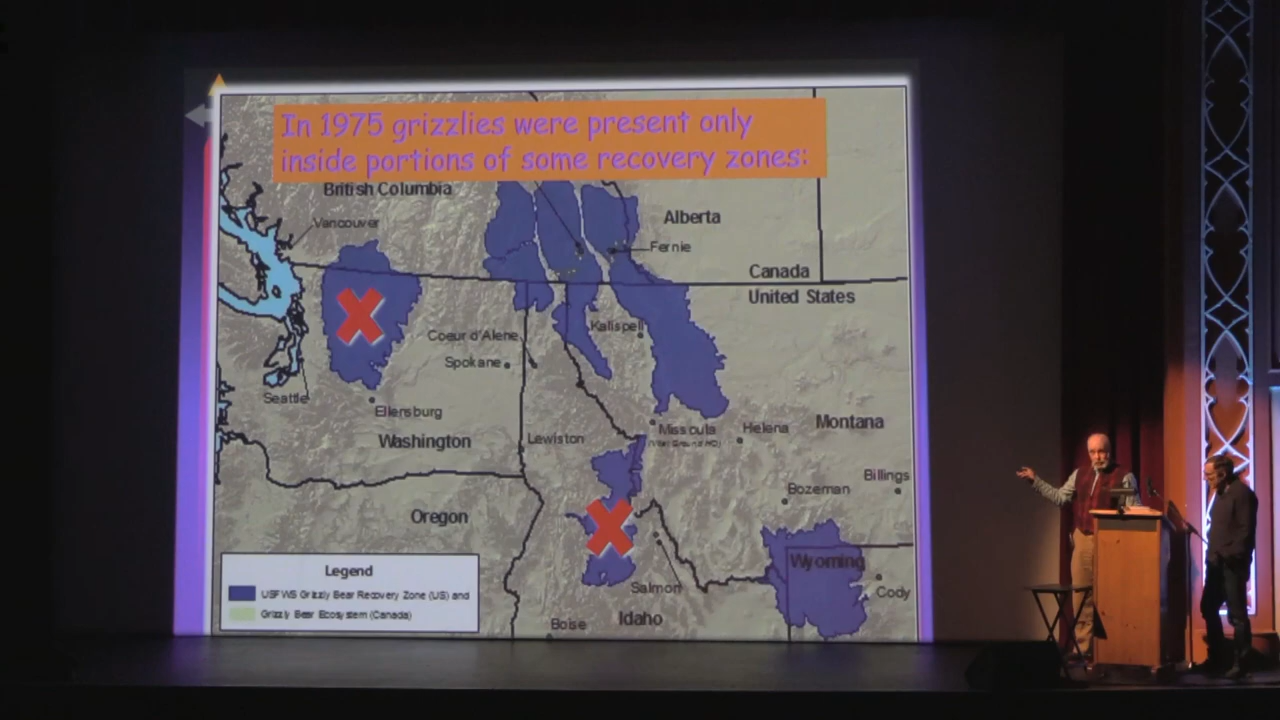 In 1975 grizzlies were present only
inside portions of some recovery zones:
British Columbia
Vancouver
Alberta
Fernie
Canada
United States
Kalispell
Coeur d'Alene
Spokane
Seattle
Ellensburg
Washington
Lewiston
Missoula
Helena
Montana
Billings
Bozeman
Oregon
Wyoming
Cody
Salmon
Idaho
Boise
Legend
USFWS Grizzly Bear Recovery Zone (US) and
Grizzly Bear Ecosystem (Canada)